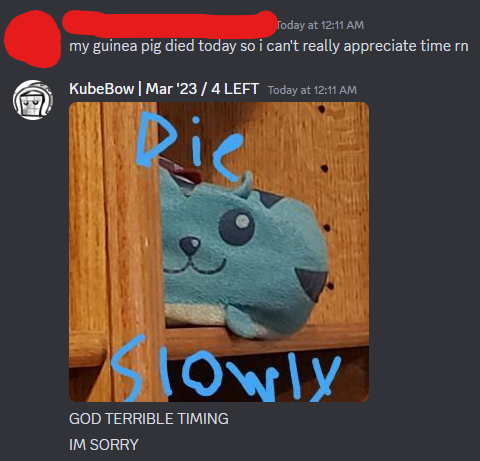 Today at 12:11 AM
my guinea pig died today so i can't really appreciate time rn
KubeBow | Mar '23 / 4 LEFT Today at 12:11 AM
Die
Slowly
GOD TERRIBLE TIMING
IM SORRY